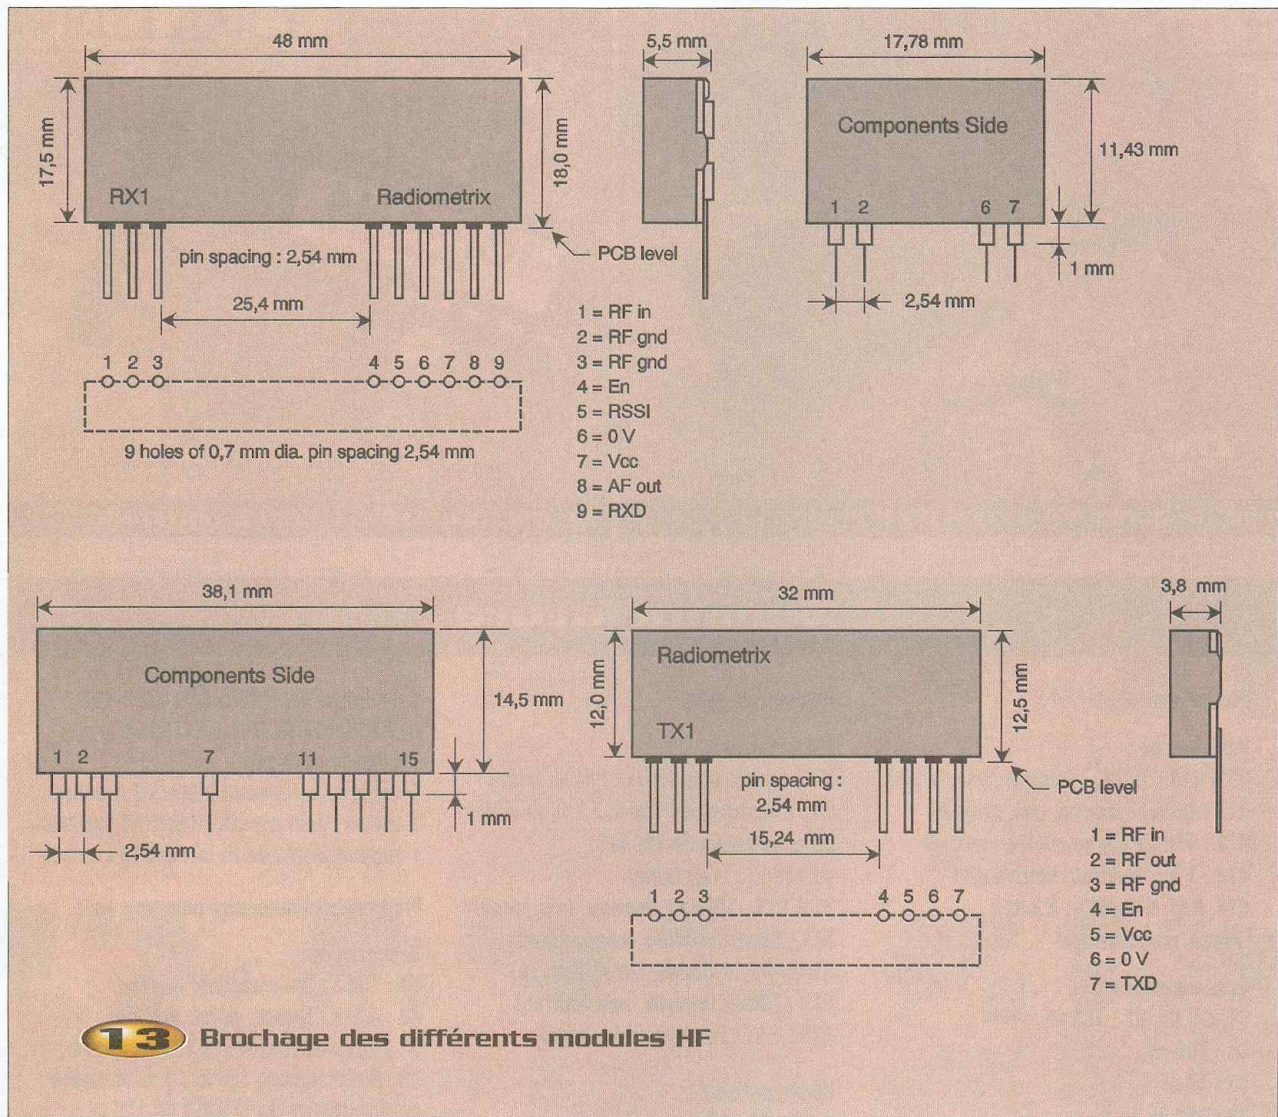 48 mm
17,5 mm
RX1
Radiometrix
18,0 mm
pin spacing : 2,54 mm
PCB level
25,4 mm
1 2 3 4 5 6 7 8 9
9 holes of 0,7 mm dia. pin spacing 2,54 mm
5,5 mm
1 = RF in
2 = RF gnd
3 = RF gnd
4 = En
5 = RSSI
6 = 0 V
7 = Vcc
8 = AF out
9 = RXD
17,78 mm
Components Side
11,43 mm
1 2 6 7
1 mm
2,54 mm
38,1 mm
Components Side
14,5 mm
1 2 7 11 15
1 mm
2,54 mm
32 mm
12,0 mm
Radiometrix
TX1
12,5 mm
pin spacing :
2,54 mm
PCB level
15,24 mm
1 2 3 4 5 6 7
3,8 mm
1 = RF in
2 = RF out
3 = RF gnd
4 = En
5 = Vcc
6 = 0 V
7 = TXD
13 Brochage des différents modules HF